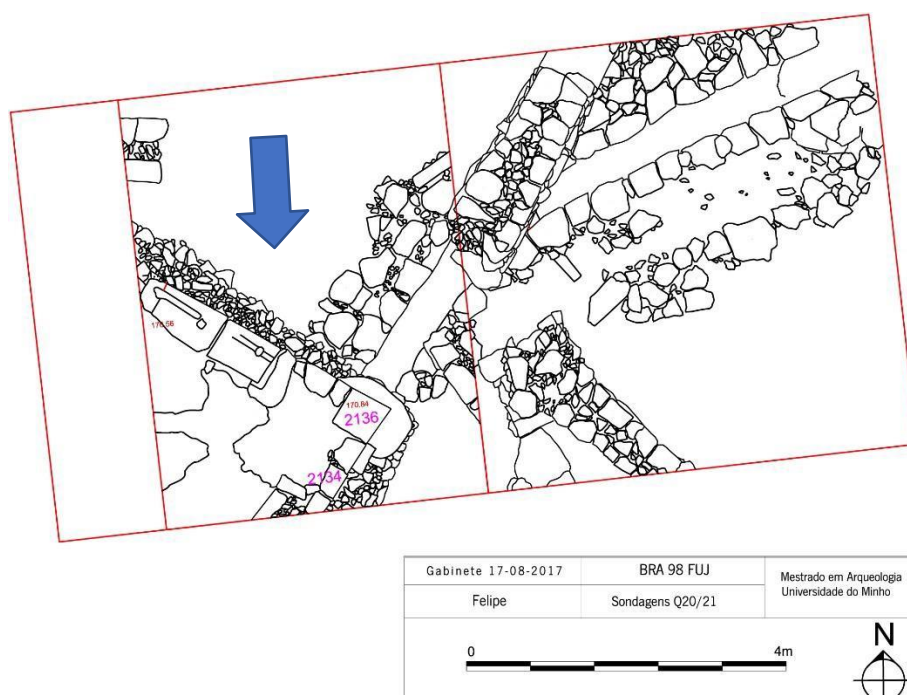 170.56
170.84
2136
2134
Gabinete 17-08-2017
BRA 98 FUJ
Mestrado em Arqueologia
Universidade do Minho
Felipe
Sondagens Q20/21
0
4m
N